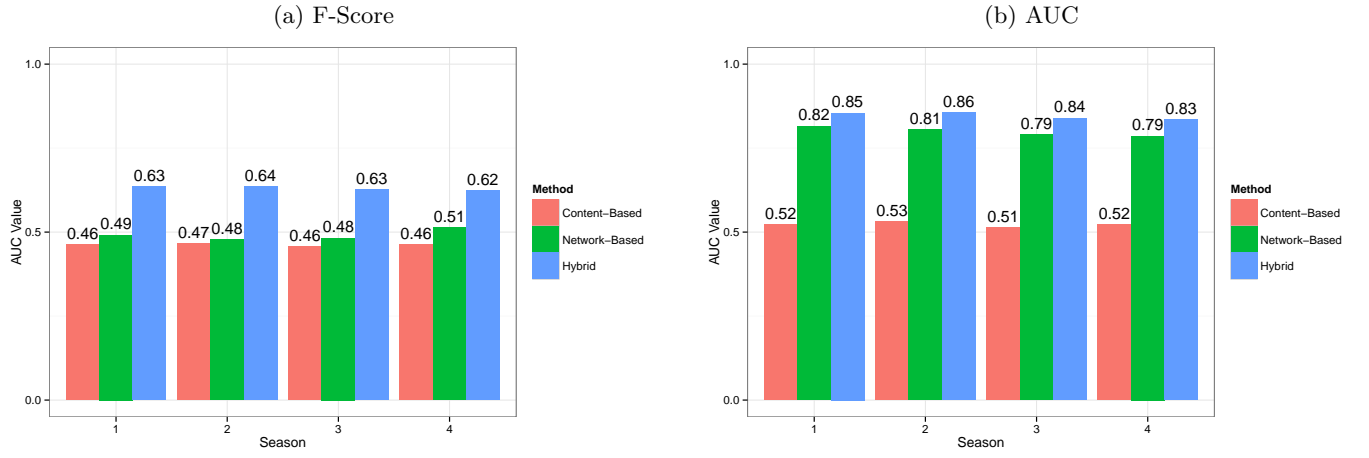 (a) F-Score
AUC Value
1.0
0.5
0.0
0.46 0.49 0.63
0.47 0.48 0.64
0.46 0.48 0.63
0.46 0.51 0.62
1 2 3 4
Season
Method
Content-Based
Network-Based
Hybrid
(b) AUC
AUC Value
1.0
0.5
0.0
0.52 0.82 0.85
0.53 0.81 0.86
0.51 0.79 0.84
0.52 0.79 0.83
1 2 3 4
Season
Method
Content-Based
Network-Based
Hybrid